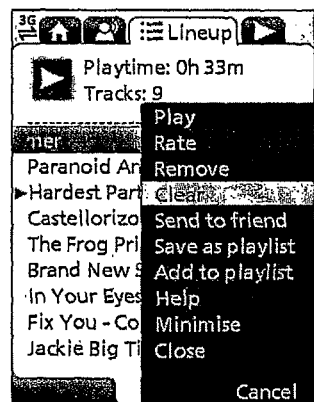 3G
Lineup
Playtime: 0h 33m
Tracks: 9
mer
Paranoid An
Hardest Part
Castellorizo
The Frog Pri
Brand New S
In Your Eyes
Fix You - Co
Jackie Big Ti
Play
Rate
Remove
Clear
Send to friend
Save as playlist
Add to playlist
Help
Minimise
Close
Cancel